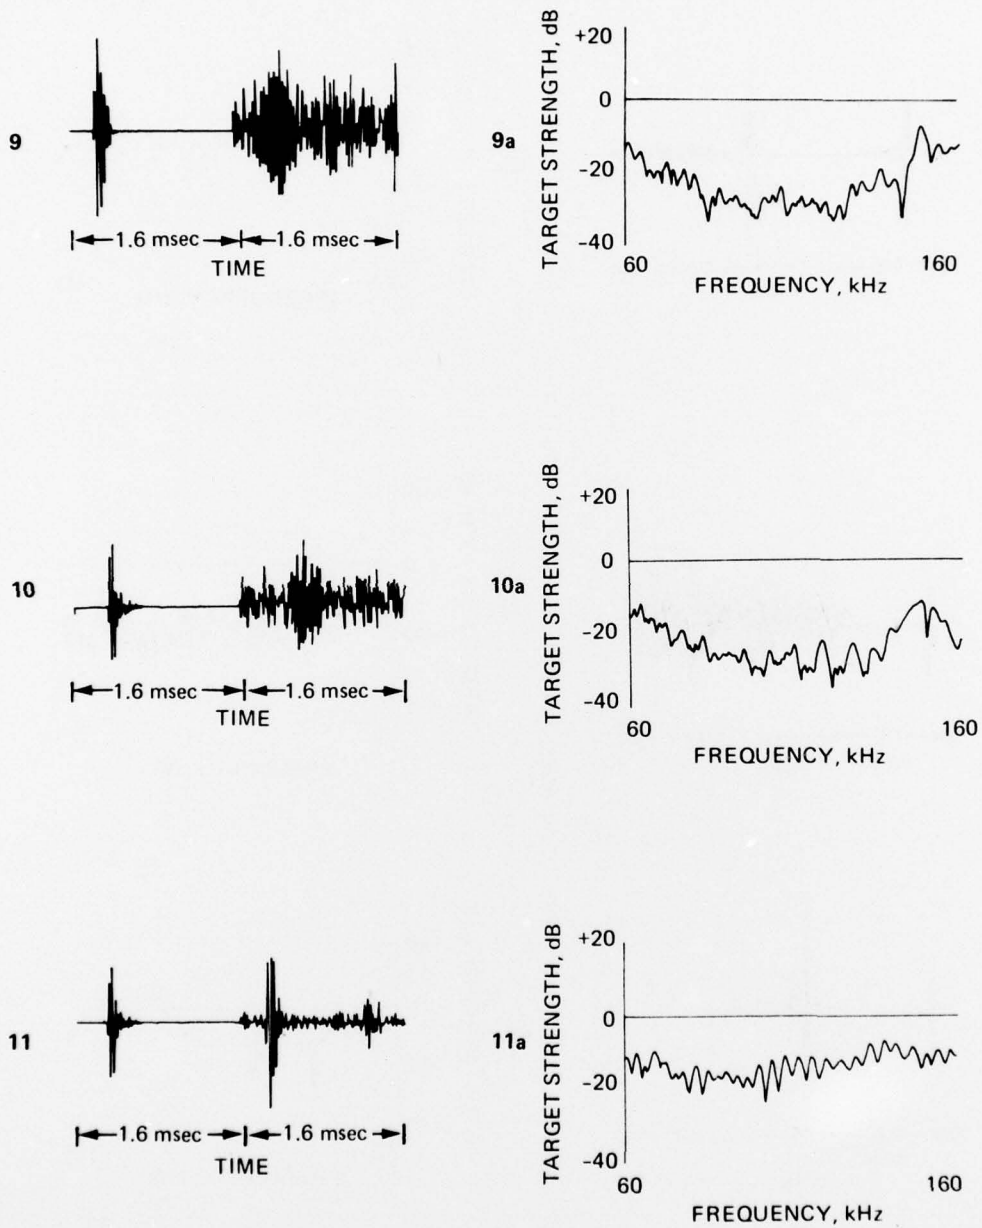 9
1.6 msec 1.6 msec
TIME
9a
TARGET STRENGTH, dB
+20
0
-20
-40
60 160
FREQUENCY, kHz
10
1.6 msec 1.6 msec
TIME
10a
TARGET STRENGTH, dB
+20
0
-20
-40
60 160
FREQUENCY, kHz
11
1.6 msec 1.6 msec
TIME
11a
TARGET STRENGTH, dB
+20
0
-20
-40
60 160
FREQUENCY, kHz